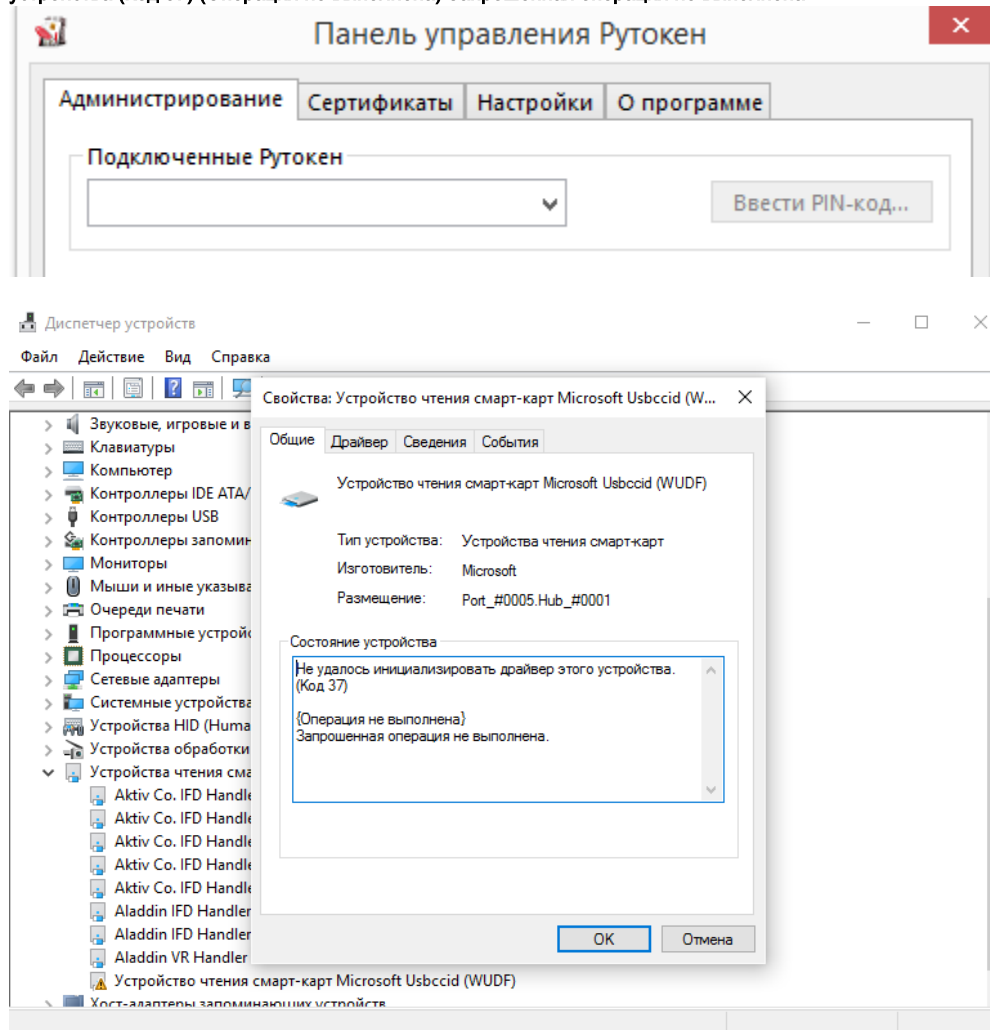 Панель управления Рутокен
Администрирование Сертификаты Настройки О программе
Подключенные Рутокен
Ввести PIN-код...
Диспетчер устройств
Файл Действие Вид Справка
Свойства: Устройство чтения смарт-карт Microsoft Usbccid (W...
Общие Драйвер Сведения События
Устройство чтения смарт-карт Microsoft Usbccid (WUDF)
Тип устройства: Устройства чтения смарт-карт
Изготовитель: Microsoft
Размещение: Port_#0005.Hub_#0001
Состояние устройства
Не удалось инициализировать драйвер этого устройства.
(Код 37)
{Операция не выполнена}
Запрошенная операция не выполнена.
OK Отмена
Звуковые, игровые и в
Клавиатуры
Компьютер
Контроллеры IDE ATA/
Контроллеры USB
Контроллеры запомин
Мониторы
Мыши и иные указыва
Очереди печати
Программные устройс
Процессоры
Сетевые адаптеры
Системные устройства
Устройства HID (Huma
Устройства обработки
Устройства чтения сма
Aktiv Co. IFD Handle
Aktiv Co. IFD Handle
Aktiv Co. IFD Handle
Aktiv Co. IFD Handle
Aktiv Co. IFD Handle
Aladdin IFD Handler
Aladdin IFD Handler
Aladdin VR Handler
Устройство чтения смарт-карт Microsoft Usbccid (WUDF)
Хост-адаптеры запоминающих устройств